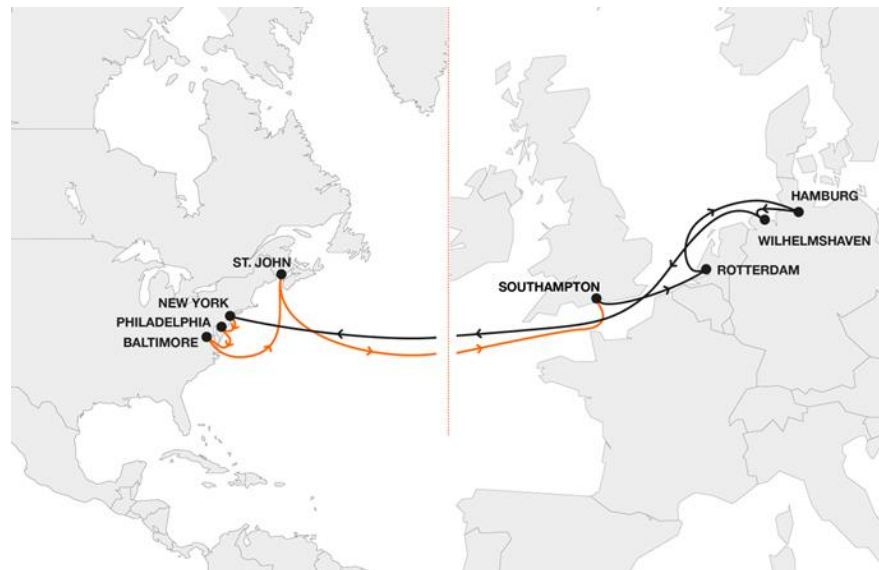 HAMBURG
WILHELMSHAVEN
ST. JOHN
ROTTERDAM
SOUTHAMPTON
NEW YORK
PHILADELPHIA
BALTIMORE